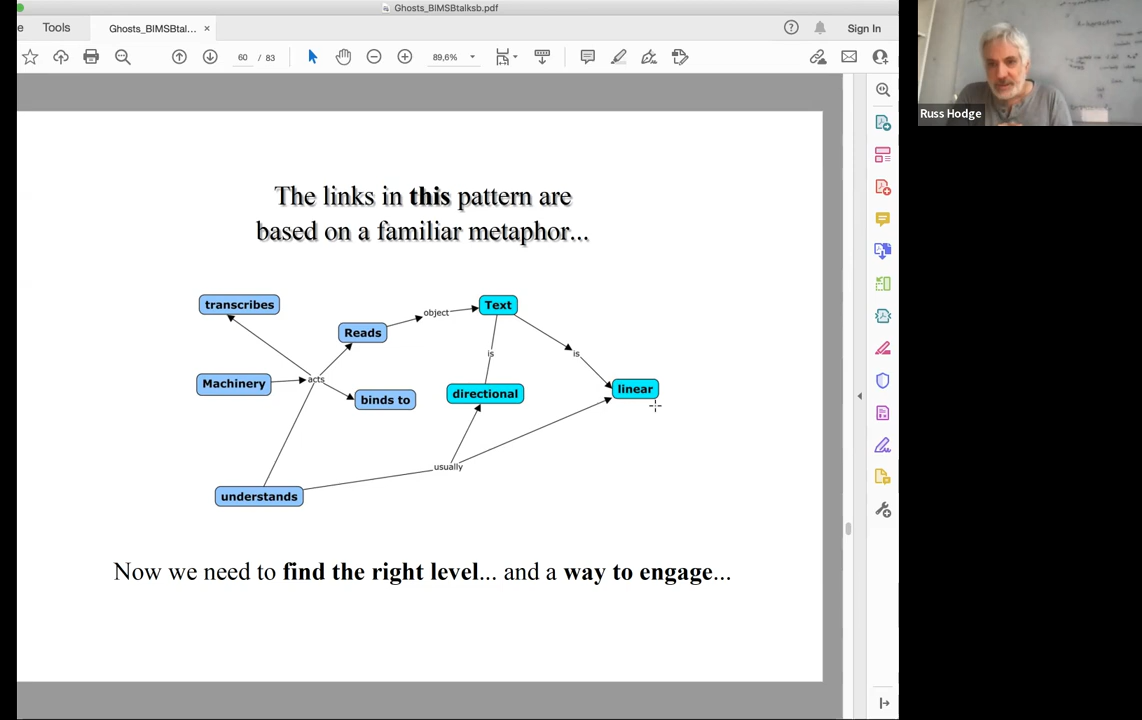 Ghosts_BIMSBtalksb.pdf
e Tools Ghosts_BIMSBtal... × Sign In
60 / 83 89,6%
Russ Hodge
The links in this pattern are
based on a familiar metaphor...
transcribes
Text
object
Reads
is
is
acts
Machinery
linear
directional
binds to
usually
understands
Now we need to find the right level... and a way to engage...